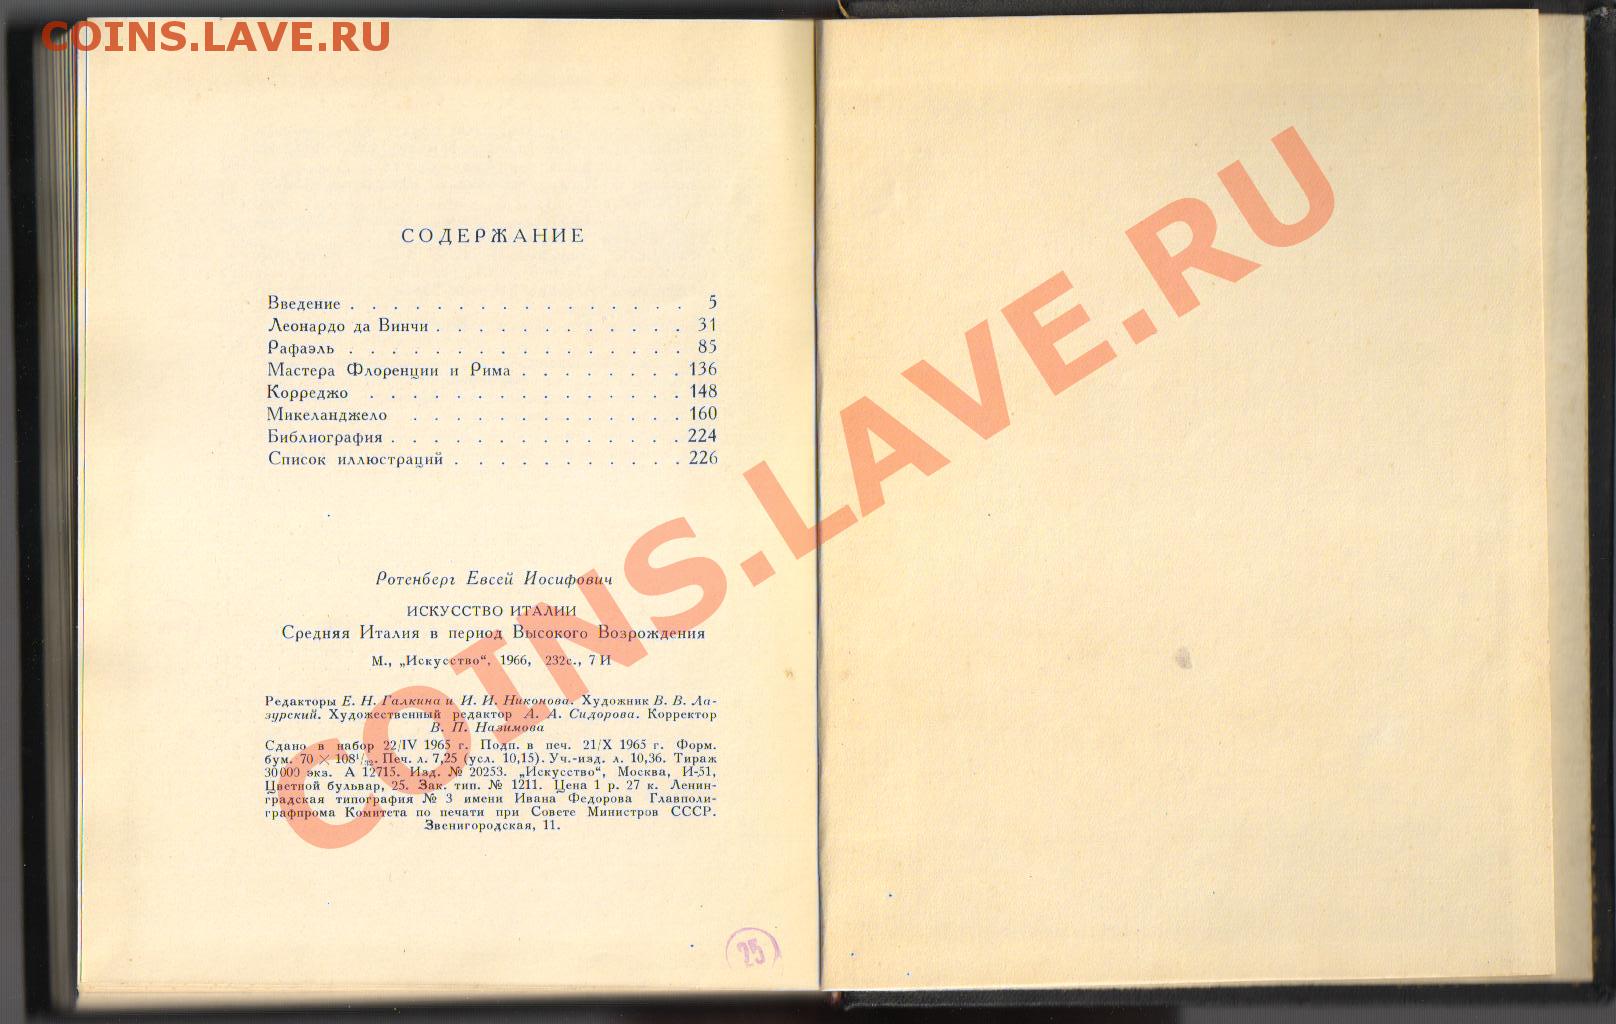 COINS.LAVE.RU
СОДЕРЖАНИЕ
Введение . . . . . . . . . . . . . . . . 5
Леонардо да Винчи . . . . . . . . . . . . 31
Рафаэль . . . . . . . . . . . . . . . . 85
Мастера Флоренции и Рима . . . . . . . . 136
Корреджо . . . . . . . . . . . . . . . 148
Микеланджело . . . . . . . . . . . . . 160
Библиография . . . . . . . . . . . . . . 224
Список иллюстраций . . . . . . . . . . . 226
Ротенберг Евсей Иосифович
ИСКУССТВО ИТАЛИИ
Средняя Италия в период Высокого Возрождения
М., „Искусство“, 1966, 232с., 7 И
Редакторы Е. Н. Галкина и И. И. Никонова. Художник В. В. Ла-
зурский. Художественный редактор А. А. Сидорова. Корректор
В. П. Назимова
Сдано в набор 22/IV 1965 г. Подп. в печ. 21/X 1965 г. Форм.
бум. 70 × 108¹/₃₂. Печ. л. 7,25 (усл. 10,15). Уч.-изд. л. 10,36. Тираж
30000 экз. А 12715. Изд. № 20253. „Искусство“, Москва, И-51,
Цветной бульвар, 25. Зак. тип. № 1211. Цена 1 р. 27 к. Ленин-
градская типография № 3 имени Ивана Федорова Главполи-
графпрома Комитета по печати при Совете Министров СССР.
Звенигородская, 11.
25
COINS.LAVE.RU